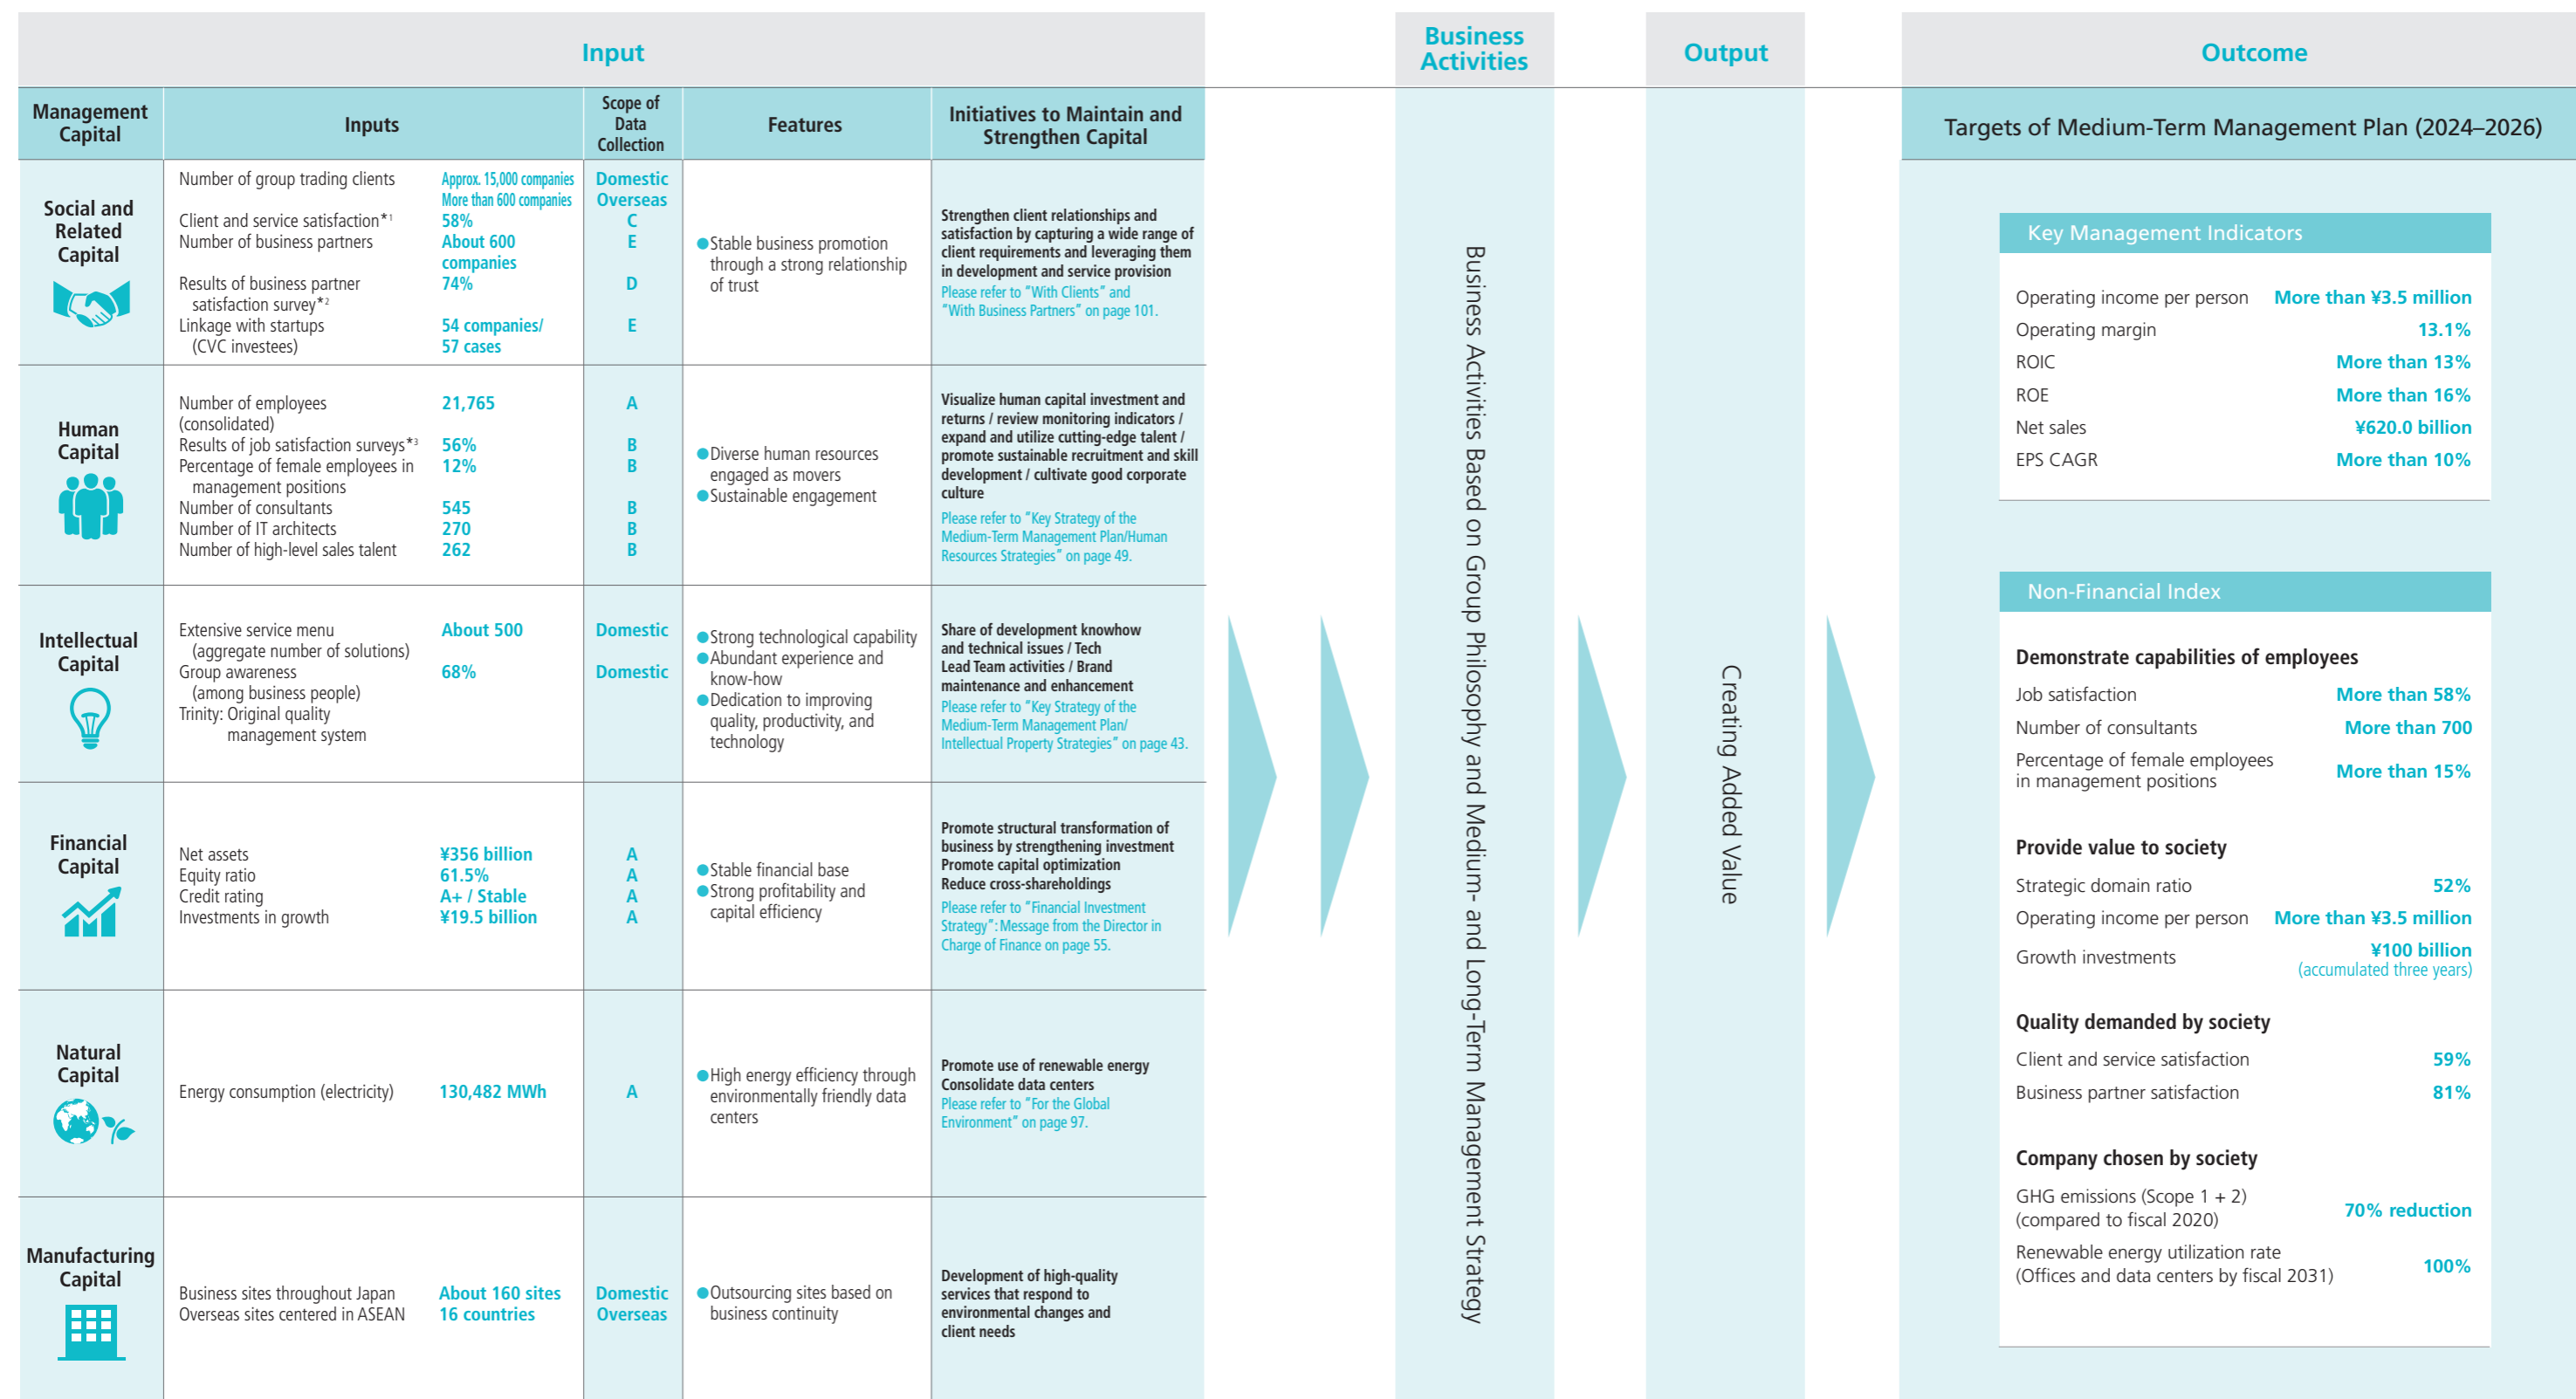 Input
Business
Activities
Output
Outcome
Management
Capital
Inputs
Scope of
Data
Collection
Features
Initiatives to Maintain and
Strengthen Capital
Targets of Medium-Term Management Plan (2024–2026)
Social and
Related
Capital
Number of group trading clients Approx. 15,000 companies Domestic
More than 600 companies Overseas
Client and service satisfaction*1 58% C
Number of business partners About 600 E
companies
Results of business partner 74% D
satisfaction survey*2
Linkage with startups 54 companies/ E
(CVC investees) 57 cases
●Stable business promotion
through a strong relationship
of trust
Strengthen client relationships and
satisfaction by capturing a wide range of
client requirements and leveraging them
in development and service provision
Please refer to "With Clients" and
"With Business Partners" on page 101.
Human
Capital
Number of employees 21,765 A
(consolidated)
Results of job satisfaction surveys*3 56% B
Percentage of female employees in 12% B
management positions
Number of consultants 545 B
Number of IT architects 270 B
Number of high-level sales talent 262 B
●Diverse human resources
engaged as movers
●Sustainable engagement
Visualize human capital investment and
returns / review monitoring indicators /
expand and utilize cutting-edge talent /
promote sustainable recruitment and skill
development / cultivate good corporate
culture
Please refer to "Key Strategy of the
Medium-Term Management Plan/Human
Resources Strategies" on page 49.
Intellectual
Capital
Extensive service menu About 500 Domestic
(aggregate number of solutions)
Group awareness 68% Domestic
(among business people)
Trinity: Original quality
management system
●Strong technological capability
●Abundant experience and
know-how
●Dedication to improving
quality, productivity, and
technology
Share of development knowhow
and technical issues / Tech
Lead Team activities / Brand
maintenance and enhancement
Please refer to "Key Strategy of the
Medium-Term Management Plan/
Intellectual Property Strategies" on page 43.
Financial
Capital
Net assets ¥356 billion A
Equity ratio 61.5% A
Credit rating A+ / Stable A
Investments in growth ¥19.5 billion A
●Stable financial base
●Strong profitability and
capital efficiency
Promote structural transformation of
business by strengthening investment
Promote capital optimization
Reduce cross-shareholdings
Please refer to "Financial Investment
Strategy": Message from the Director in
Charge of Finance on page 55.
Natural
Capital
Energy consumption (electricity) 130,482 MWh A
●High energy efficiency through
environmentally friendly data
centers
Promote use of renewable energy
Consolidate data centers
Please refer to "For the Global
Environment" on page 97.
Manufacturing
Capital
Business sites throughout Japan About 160 sites Domestic
Overseas sites centered in ASEAN 16 countries Overseas
●Outsourcing sites based on
business continuity
Development of high-quality
services that respond to
environmental changes and
client needs
Business Activities Based on Group Philosophy and Medium- and Long-Term Management Strategy
Creating Added Value
Key Management Indicators
Operating income per person More than ¥3.5 million
Operating margin 13.1%
ROIC More than 13%
ROE More than 16%
Net sales ¥620.0 billion
EPS CAGR More than 10%
Non-Financial Index
Demonstrate capabilities of employees
Job satisfaction More than 58%
Number of consultants More than 700
Percentage of female employees
in management positions More than 15%
Provide value to society
Strategic domain ratio 52%
Operating income per person More than ¥3.5 million
Growth investments ¥100 billion
(accumulated three years)
Quality demanded by society
Client and service satisfaction 59%
Business partner satisfaction 81%
Company chosen by society
GHG emissions (Scope 1 + 2)
(compared to fiscal 2020) 70% reduction
Renewable energy utilization rate
(Offices and data centers by fiscal 2031) 100%